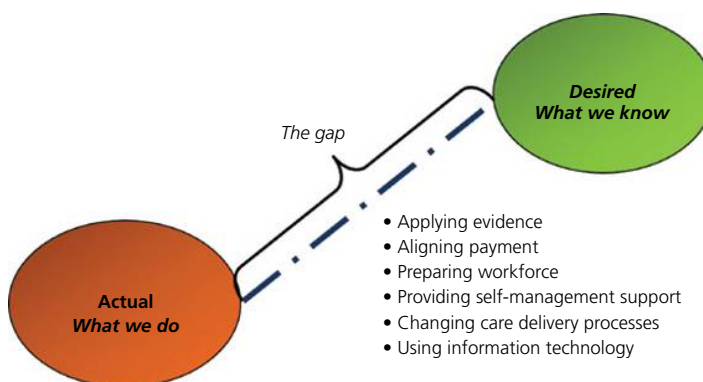 Desired
What we know
The gap
• Applying evidence
• Aligning payment
• Preparing workforce
• Providing self-management support
• Changing care delivery processes
• Using information technology
Actual
What we do